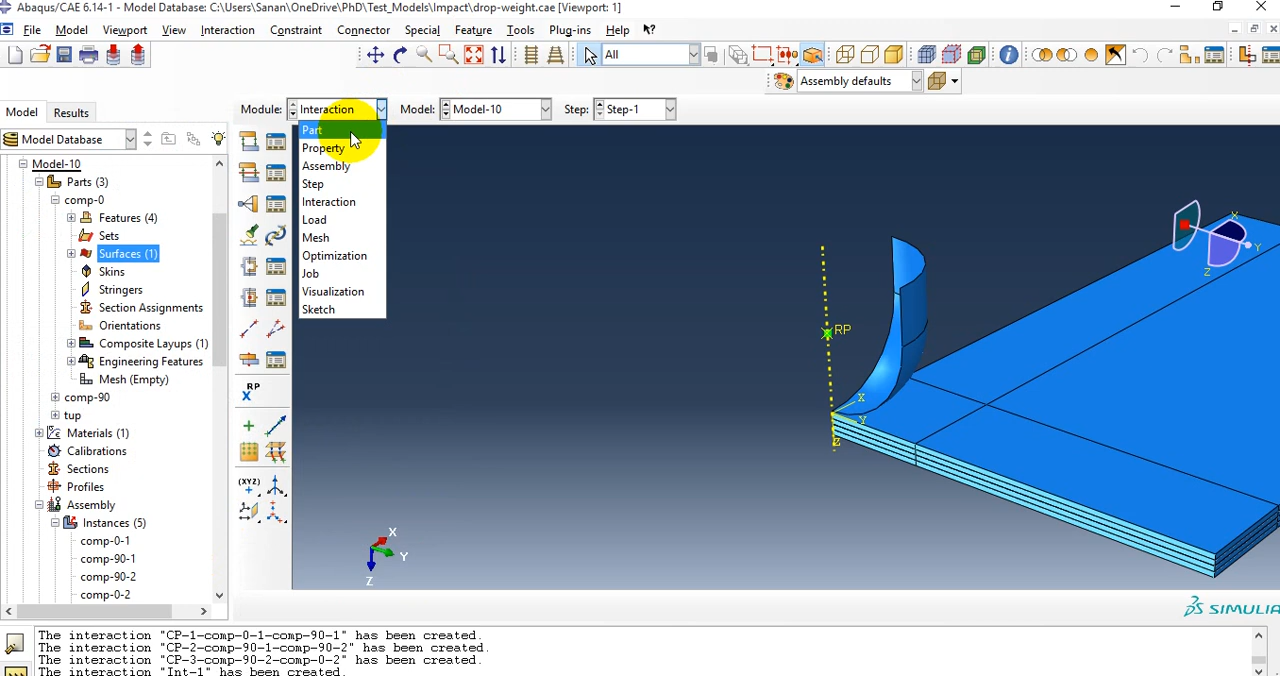 Abaqus/CAE 6.14-1 - Model Database: C:\Users\Sanan\OneDrive\PhD\Test_Models\Impact\drop-weight.cae [Viewport: 1]
File Model Viewport View Interaction Constraint Connector Special Feature Tools Plug-ins Help
All
Assembly defaults
Model Results
Module: Interaction Model: Model-10 Step: Step-1
Model Database
Part
Property
Assembly
Step
Interaction
Load
Mesh
Optimization
Job
Visualization
Sketch
Model-10
Parts (3)
comp-0
Features (4)
Sets
Surfaces (1)
Skins
Stringers
Section Assignments
Orientations
Composite Layups (1)
Engineering Features
Mesh (Empty)
comp-90
tup
Materials (1)
Calibrations
Sections
Profiles
Assembly
Instances (5)
comp-0-1
comp-90-1
comp-90-2
comp-0-2
RP
(XYZ)
RP
X
Y
Z
X
Y
Z
X
Y
Z
SIMULIA
The interaction "CP-1-comp-0-1-comp-90-1" has been created.
The interaction "CP-2-comp-90-1-comp-90-2" has been created.
The interaction "CP-3-comp-90-2-comp-0-2" has been created.
The interaction "Int-1" has been created.